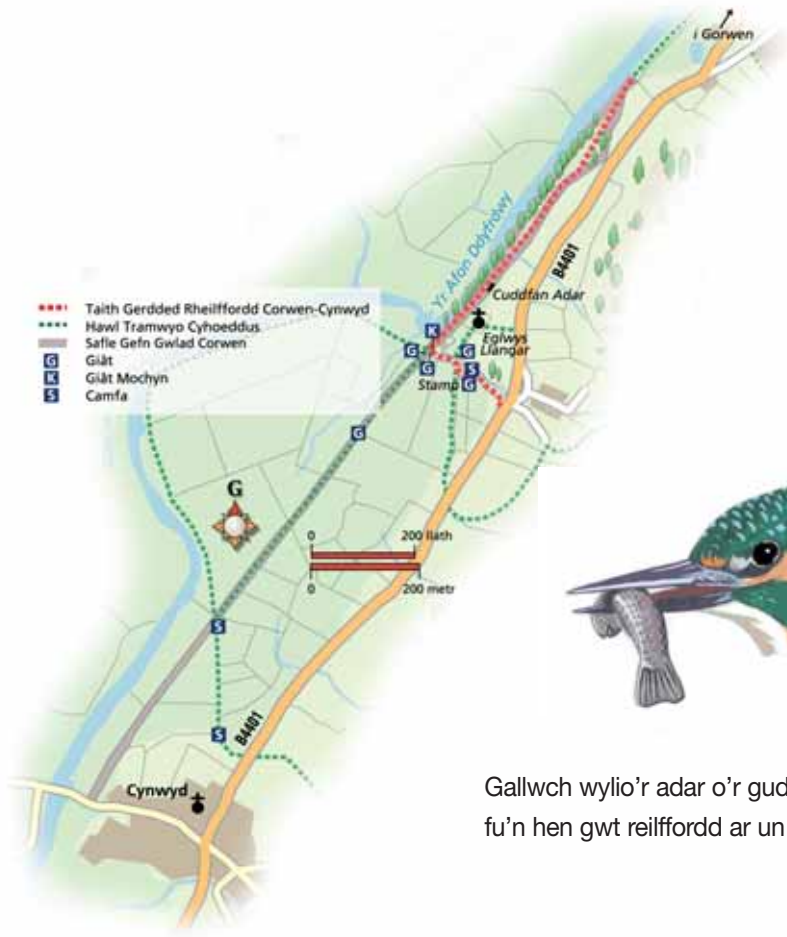 i Gorwen
Yr Afon Ddyfrdwy
B4401
Cuddfan Adar
Taith Gerdded Rheilffordd Corwen-Cynwyd
Hawl Tramwyo Cyhoeddus
Safle Gefn Gwlad Corwen
G Giât
K Giât Mochyn
S Camfa
K
Eglwys
Llangar
G
G
G
S
Stamp
G
G
G
0 200 llath
0 200 metr
S
S
B4401
Cynwyd
Gallwch wylio'r adar o'r gud
fu'n hen gwt reilffordd ar un